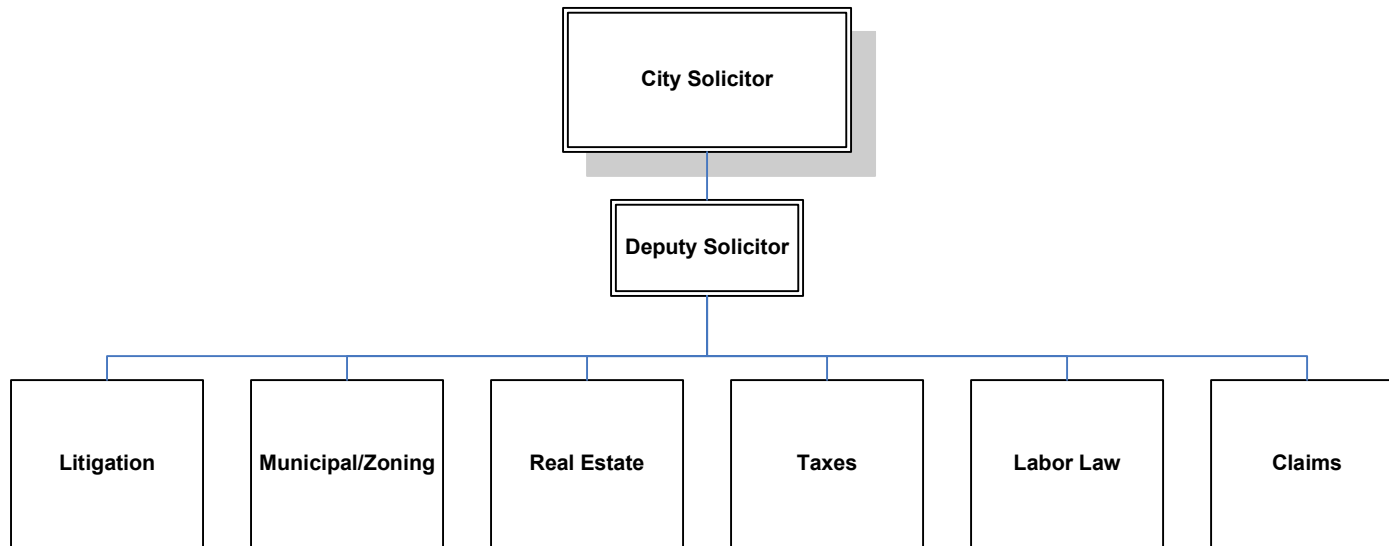 City Solicitor
Deputy Solicitor
Litigation
Municipal/Zoning
Real Estate
Taxes
Labor Law
Claims